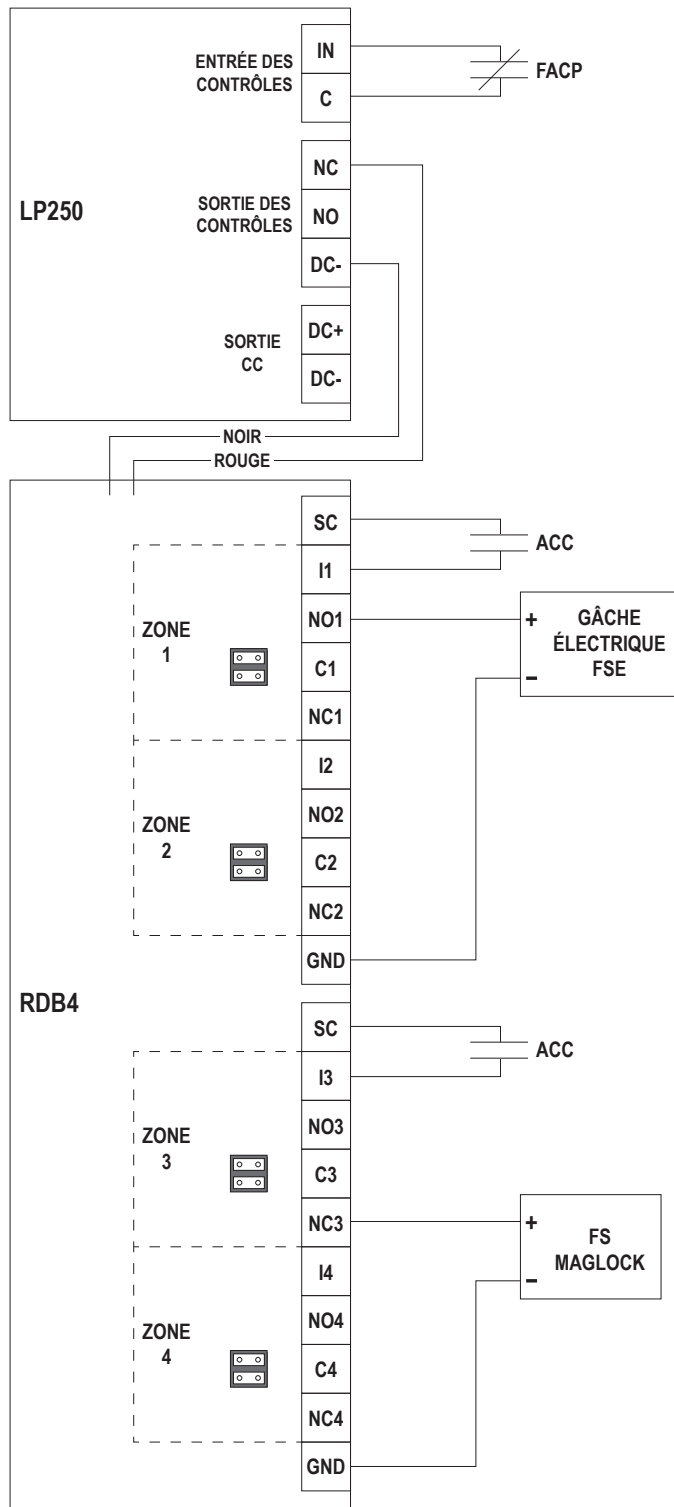 LP250
ENTRÉE DES
CONTRÔLES
IN
C
FACP
SORTIE DES
CONTRÔLES
NC
NO
DC-
SORTIE
CC
DC+
DC-
NOIR
ROUGE
RDB4
SC
ACC
ZONE
1
I1
NO1
C1
NC1
+
-
GÂCHE
ÉLECTRIQUE
FSE
ZONE
2
I2
NO2
C2
NC2
GND
SC
ACC
ZONE
3
I3
NO3
C3
NC3
+
-
FS
MAGLOCK
ZONE
4
I4
NO4
C4
NC4
GND